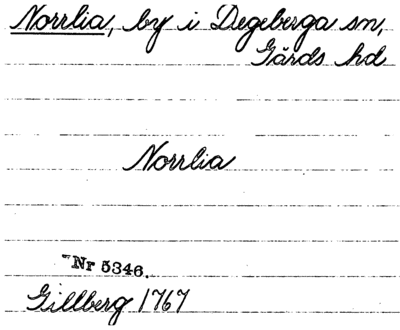 Norrlia, by i Degeberga sn,
Gärds hd
Norrlia
Nr 5346.
Gillberg 1767